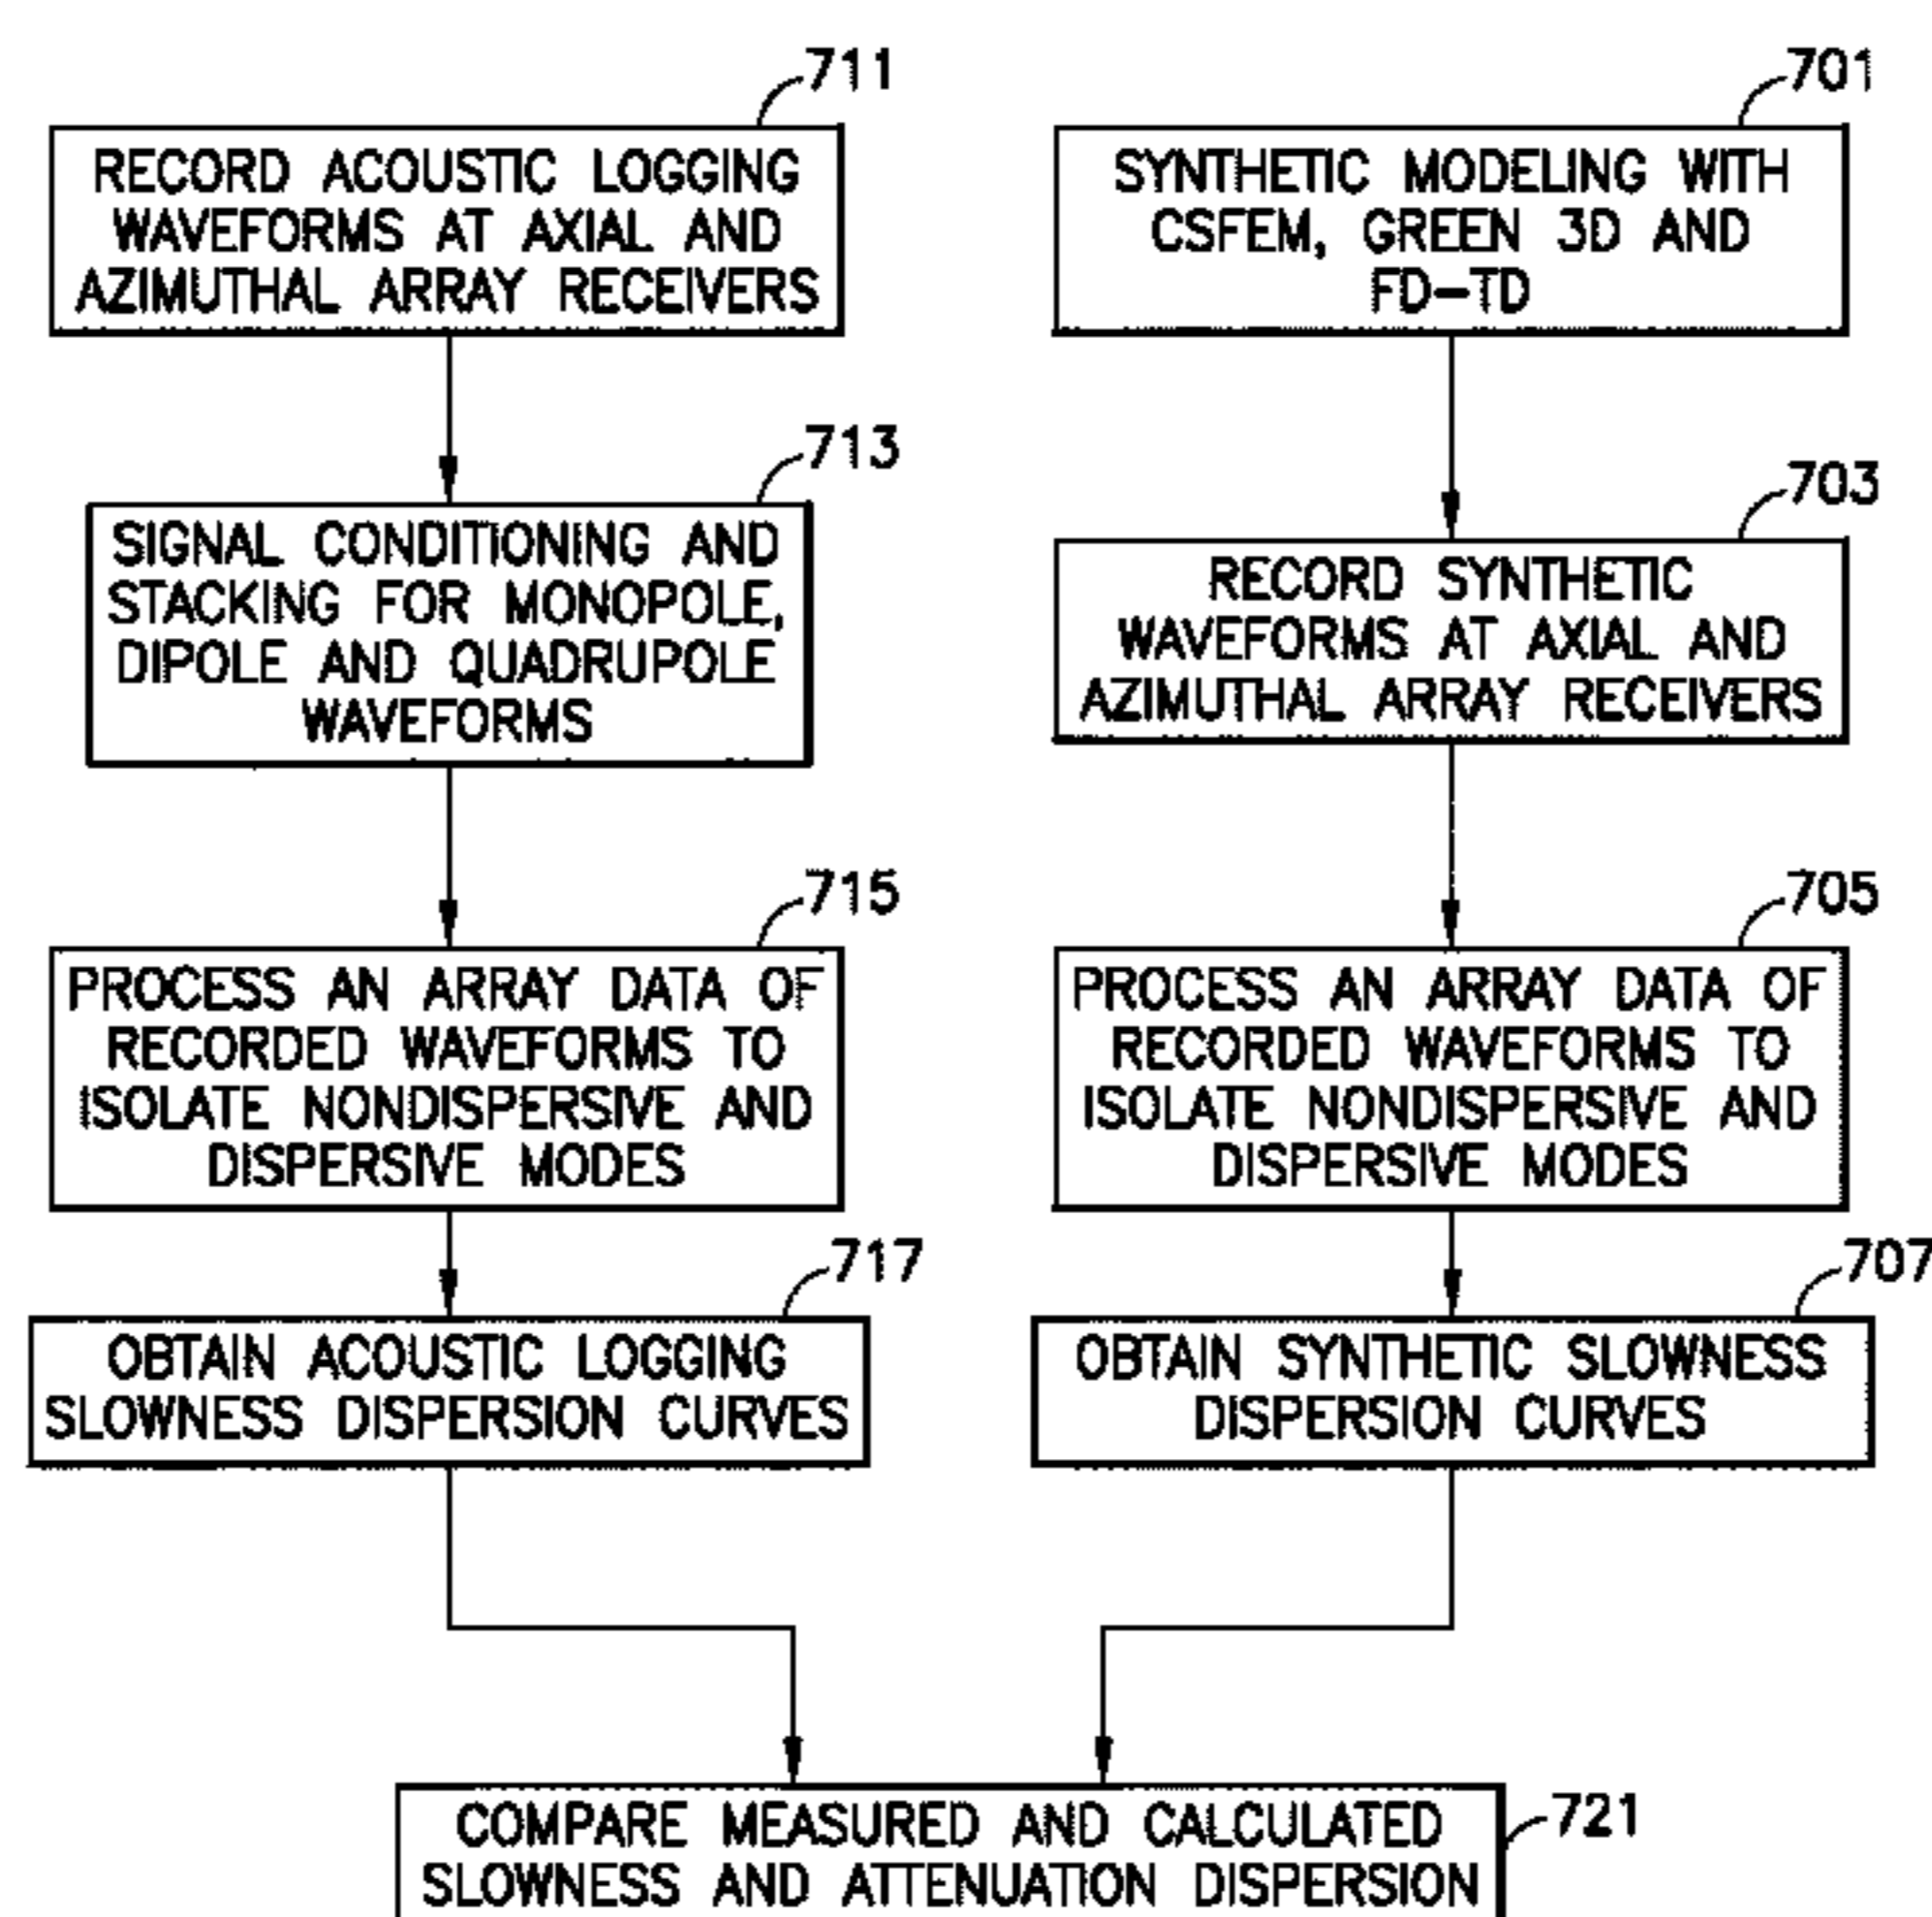 711
RECORD ACOUSTIC LOGGING
WAVEFORMS AT AXIAL AND
AZIMUTHAL ARRAY RECEIVERS
713
SIGNAL CONDITIONING AND
STACKING FOR MONOPOLE,
DIPOLE AND QUADRUPOLE
WAVEFORMS
715
PROCESS AN ARRAY DATA OF
RECORDED WAVEFORMS TO
ISOLATE NONDISPERSIVE AND
DISPERSIVE MODES
717
OBTAIN ACOUSTIC LOGGING
SLOWNESS DISPERSION CURVES
701
SYNTHETIC MODELING WITH
CSFEM, GREEN 3D AND
FD-TD
703
RECORD SYNTHETIC
WAVEFORMS AT AXIAL AND
AZIMUTHAL ARRAY RECEIVERS
705
PROCESS AN ARRAY DATA OF
RECORDED WAVEFORMS TO
ISOLATE NONDISPERSIVE AND
DISPERSIVE MODES
707
OBTAIN SYNTHETIC SLOWNESS
DISPERSION CURVES
721
COMPARE MEASURED AND CALCULATED
SLOWNESS AND ATTENUATION DISPERSION